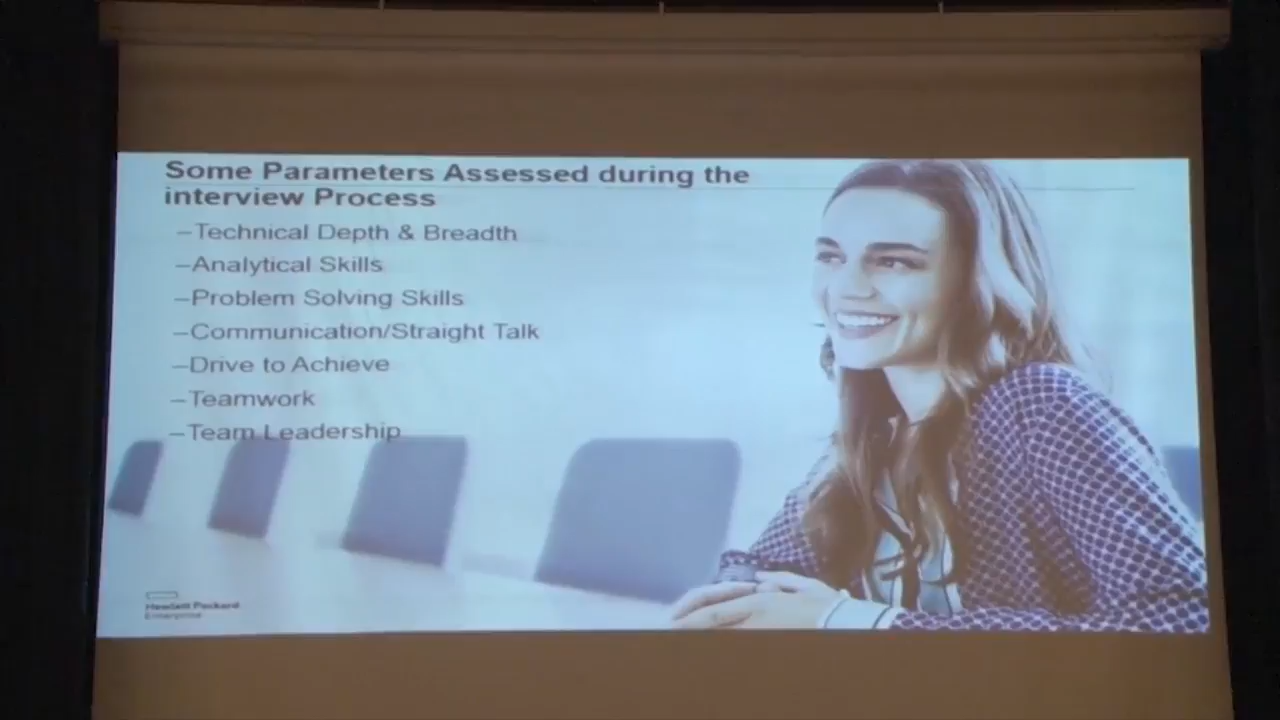 Some Parameters Assessed during the
interview Process
–Technical Depth & Breadth
–Analytical Skills
–Problem Solving Skills
–Communication/Straight Talk
–Drive to Achieve
–Teamwork
–Team Leadership
Hewlett Packard
Enterprise